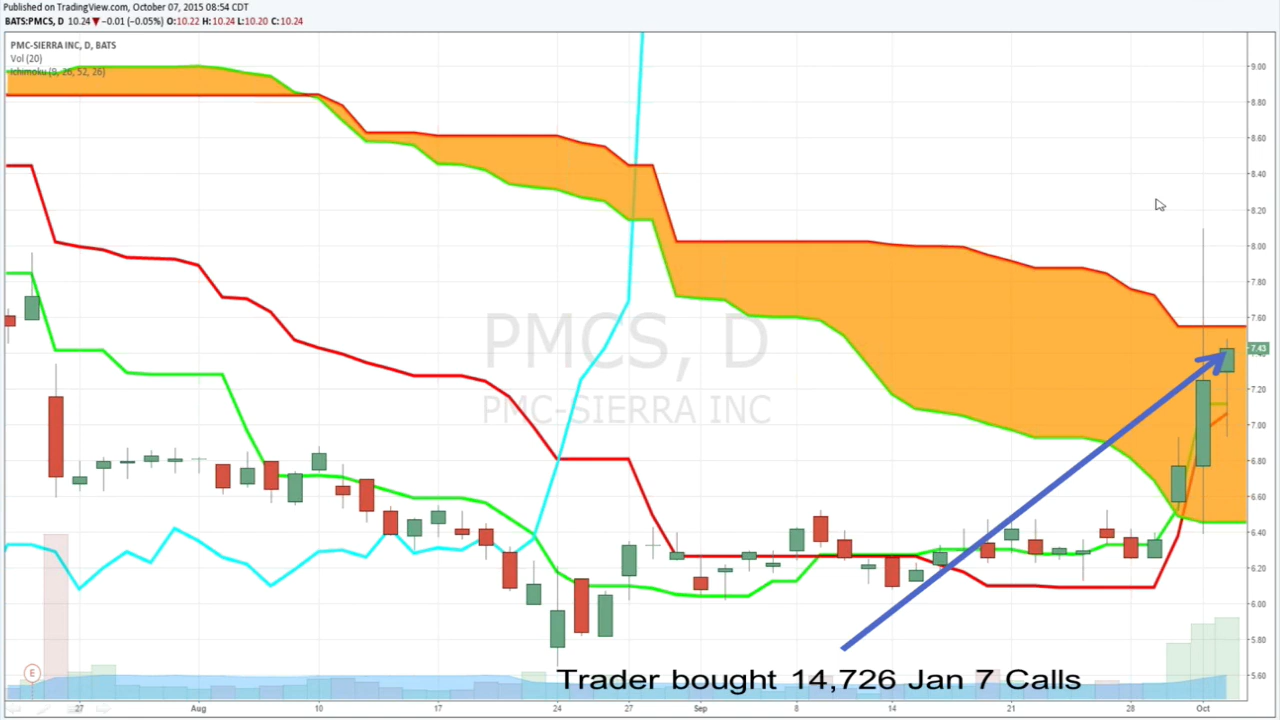 Published on TradingView.com, October 07, 2015 08:54 CDT
BATS:PMCS, D 10.24▼−0.01 (−0.05%) O:10.22 H:10.24 L:10.20 C:10.24
PMC-SIERRA INC, D, BATS
Vol (20)
Ichimoku (9, 26, 52, 26)
9.00
8.80
8.60
8.40
8.20
8.00
7.80
7.60
7.43
7.20
7.00
6.80
6.60
6.40
6.20
6.00
5.80
5.60
PMCS, D
PMC-SIERRA INC
E
Trader bought 14,726 Jan 7 Calls
27 Aug 10 17 24 27 Sep 8 14 21 28 Oct